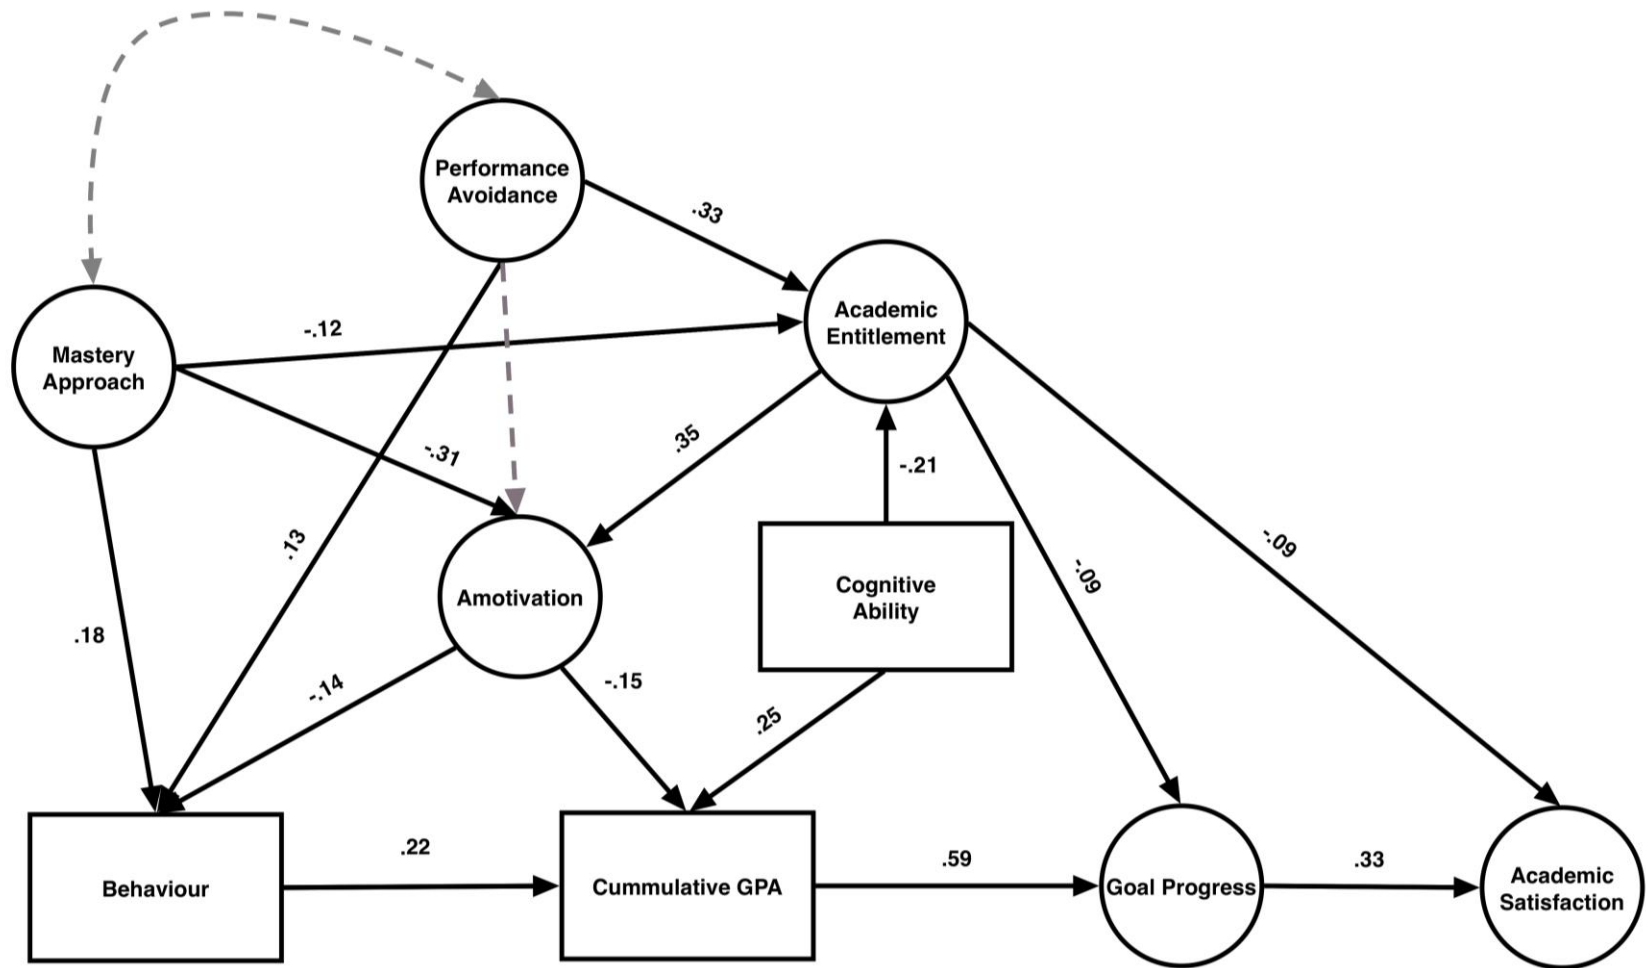 Performance
Avoidance
.33
Academic
Entitlement
-.12
Mastery
Approach
-.31
.35
-.21
.13
-.09
-.09
Cognitive
Ability
Amotivation
.18
-.14
-.15
.25
.22
.59
.33
Behaviour
Cummulative GPA
Goal Progress
Academic
Satisfaction